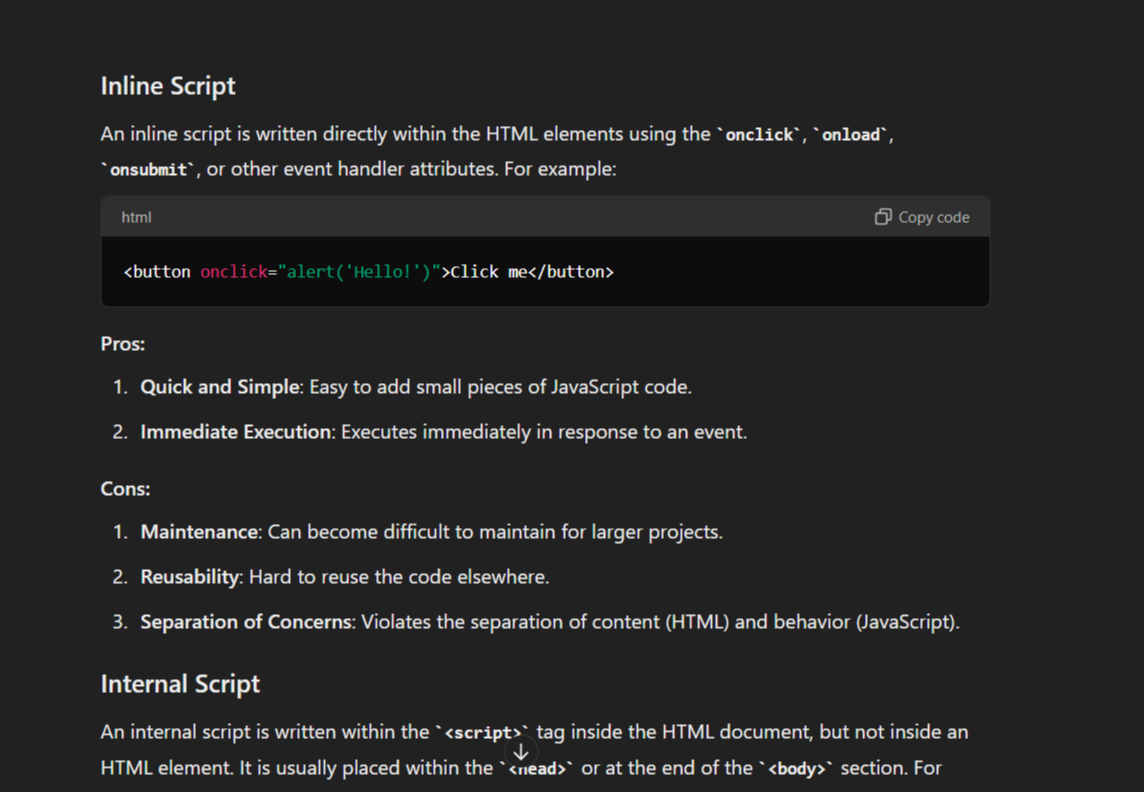 Inline Script
An inline script is written directly within the HTML elements using the `onclick`, `onload`,
`onsubmit`, or other event handler attributes. For example:
html Copy code
<button onclick="alert('Hello!')">Click me</button>
Pros:
1. Quick and Simple: Easy to add small pieces of JavaScript code.
2. Immediate Execution: Executes immediately in response to an event.
Cons:
1. Maintenance: Can become difficult to maintain for larger projects.
2. Reusability: Hard to reuse the code elsewhere.
3. Separation of Concerns: Violates the separation of content (HTML) and behavior (JavaScript).
Internal Script
An internal script is written within the `<script>` tag inside the HTML document, but not inside an
HTML element. It is usually placed within the `<head>` or at the end of the `<body>` section. For